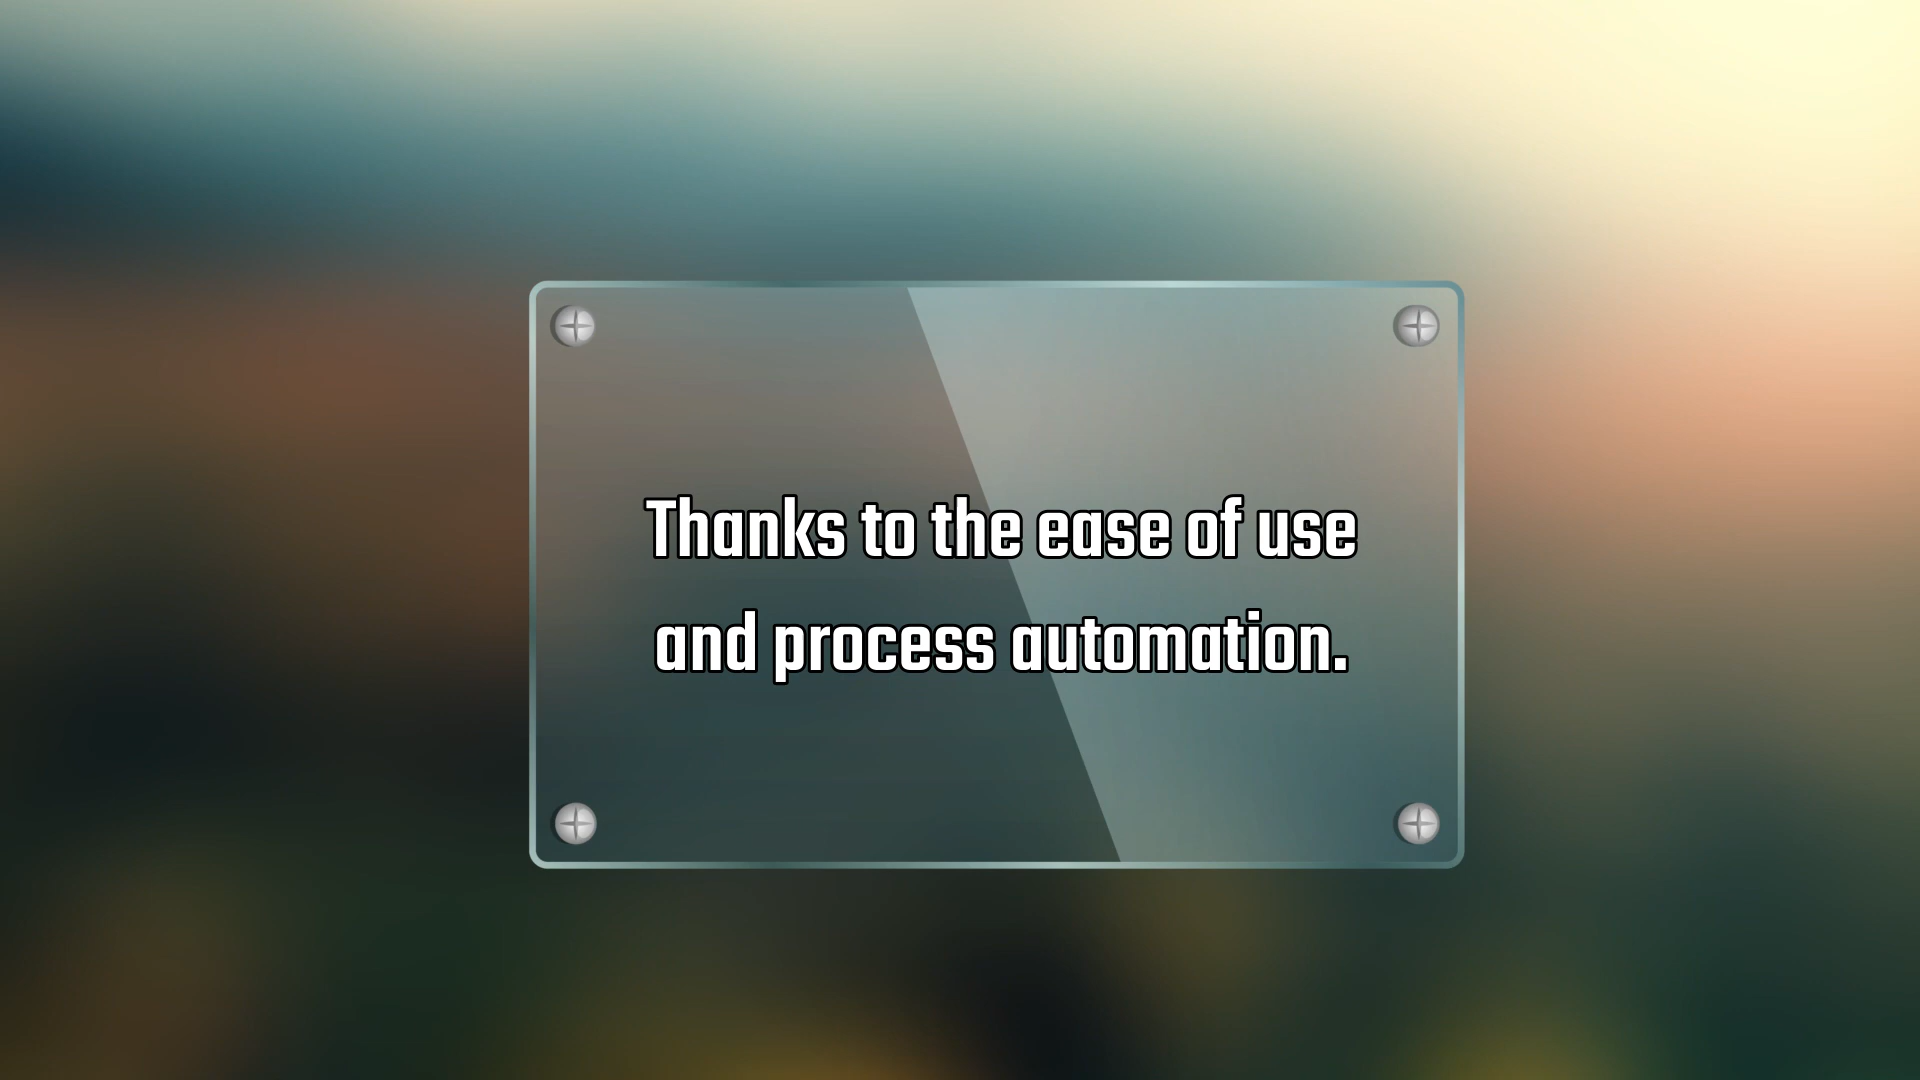 Thanks to the ease of use
and process automation.